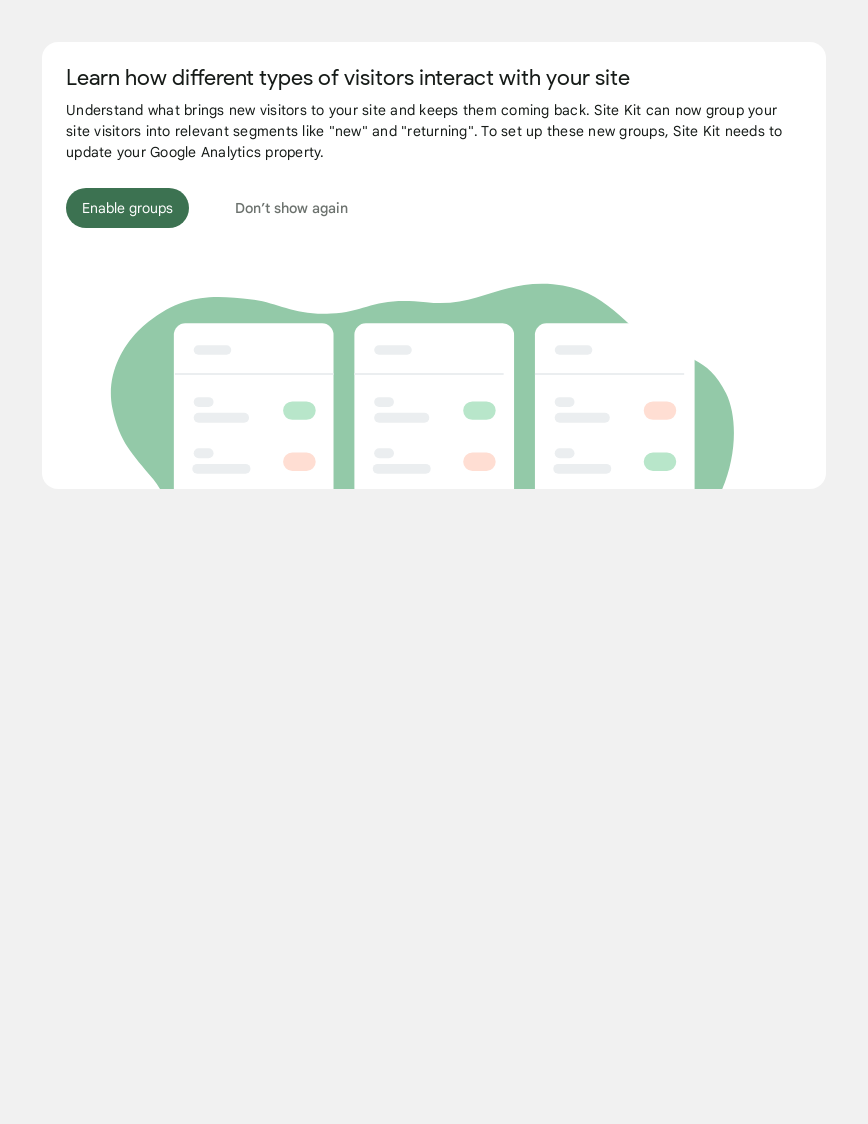 Learn how different types of visitors interact with your site
Understand what brings new visitors to your site and keeps them coming back. Site Kit can now group your
site visitors into relevant segments like "new" and "returning". To set up these new groups, Site Kit needs to
update your Google Analytics property.
Enable groups
Don’t show again